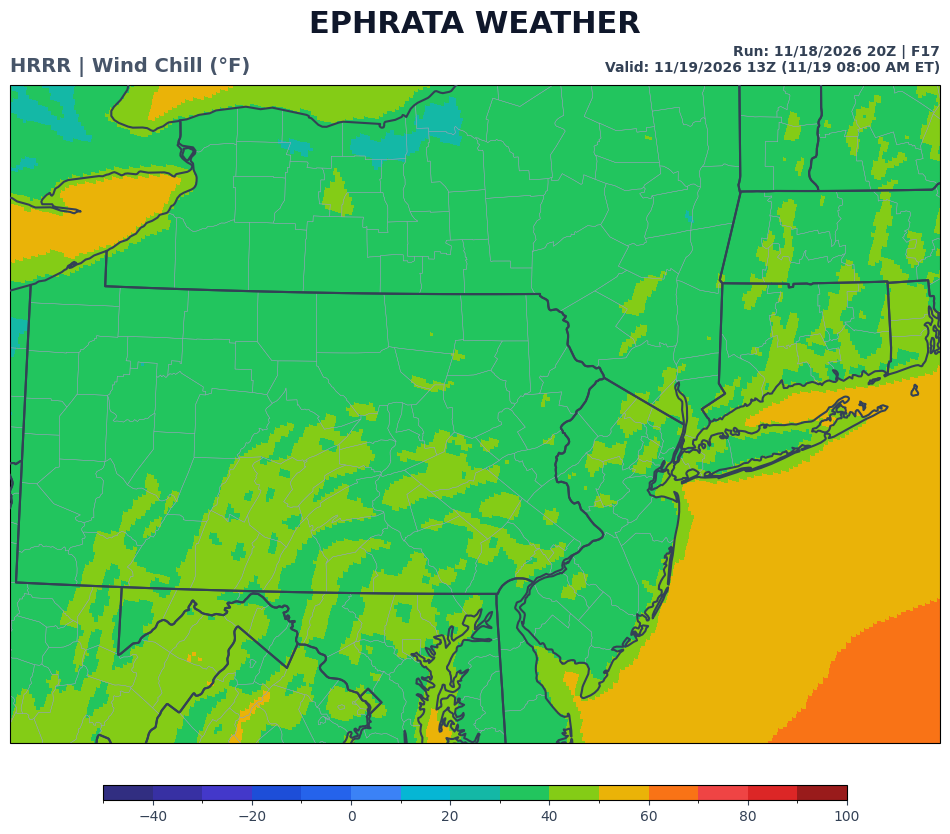 EPHRATA WEATHER
HRRR | Wind Chill (°F)
Run: 11/18/2026 20Z | F17
Valid: 11/19/2026 13Z (11/19 08:00 AM ET)
−40 −20 0 20 40 60 80 100